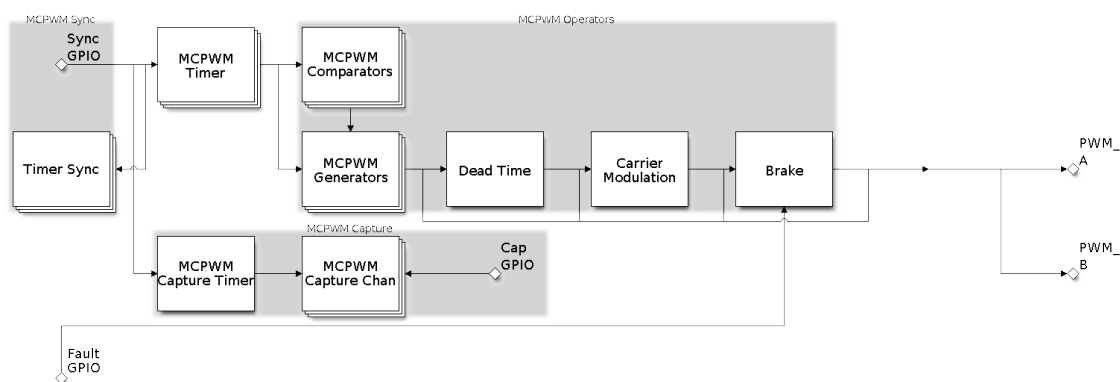 MCPWM Sync
MCPWM Operators
Sync
GPIO
MCPWM
Timer
MCPWM
Comparators
Timer Sync
MCPWM
Generators
Dead Time
Carrier
Modulation
Brake
PWM_
A
MCPWM Capture
MCPWM
Capture Timer
MCPWM
Capture Chan
Cap
GPIO
PWM_
B
Fault
GPIO